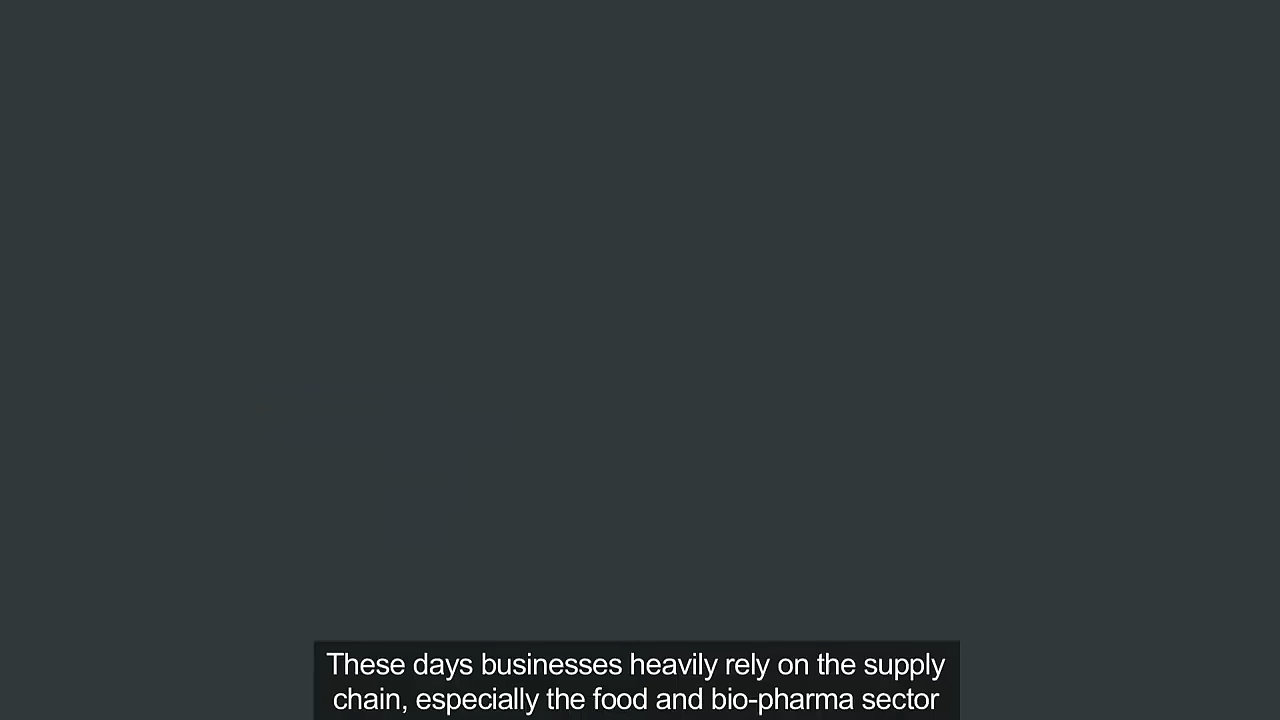 These days businesses heavily rely on the supply
chain, especially the food and bio-pharma sector